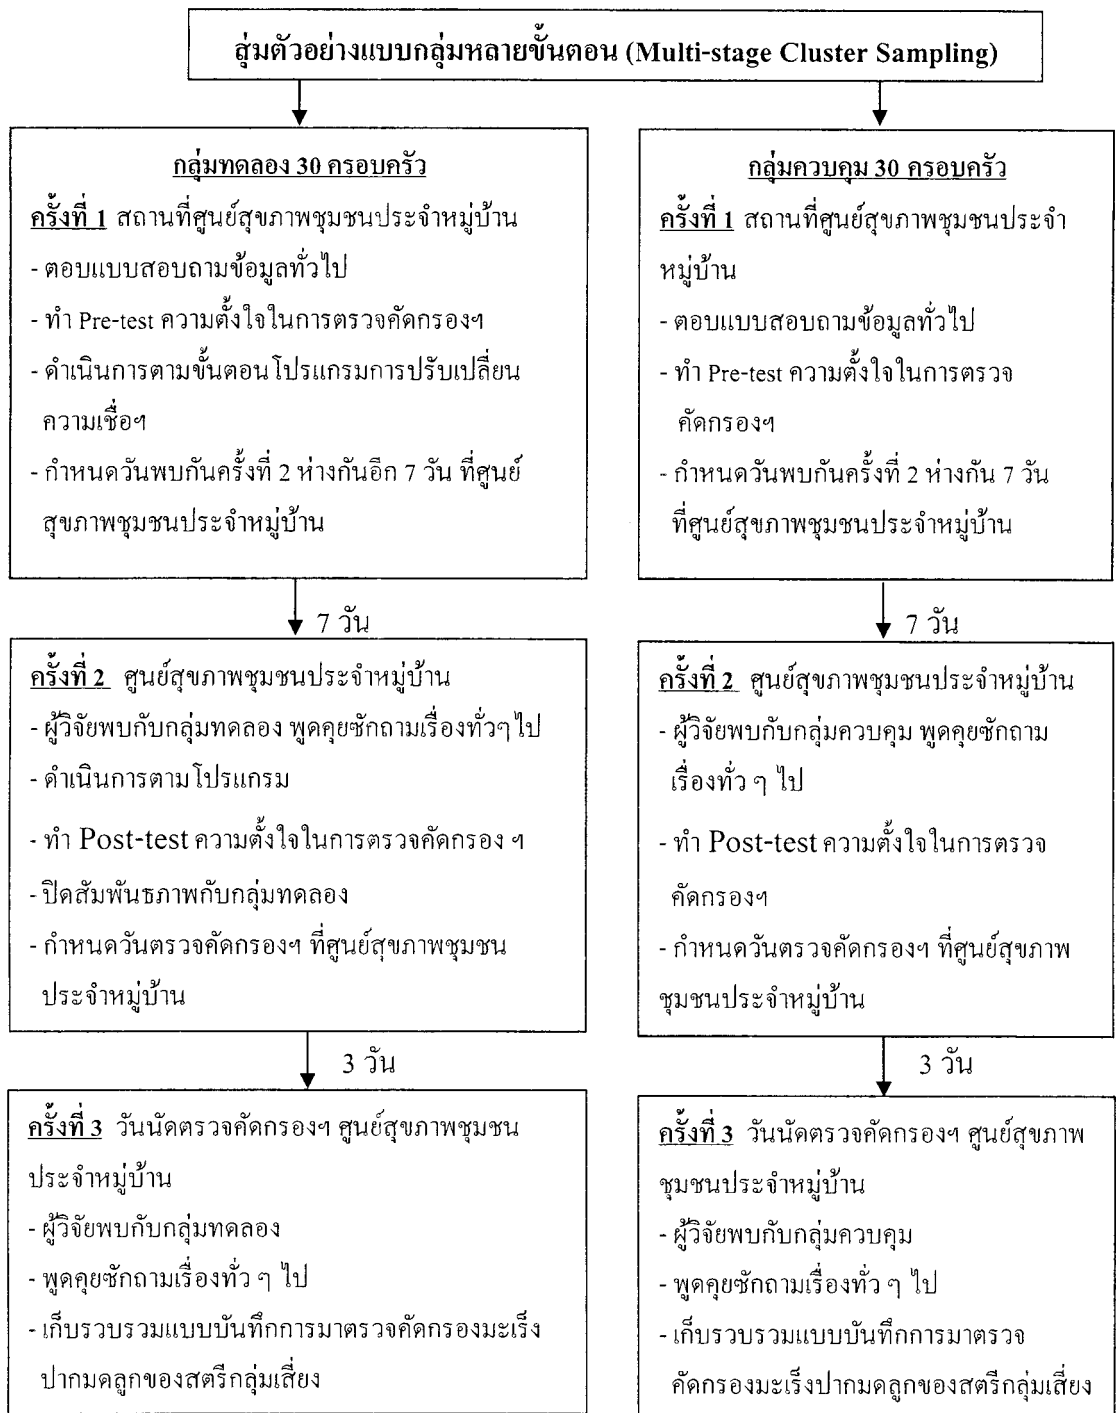 สุ่มตัวอย่างแบบกลุ่มหลายขั้นตอน (Multi-stage Cluster Sampling)
กลุ่มทดลอง 30 ครอบครัว
ครั้งที่ 1 สถานที่ศูนย์สุขภาพชุมชนประจำหมู่บ้าน
- ตอบแบบสอบถามข้อมูลทั่วไป
- ทำ Pre-test ความตั้งใจในการตรวจคัดกรองฯ
- ดำเนินการตามขั้นตอนโปรแกรมการปรับเปลี่ยน
ความเชื่อฯ
- กำหนดวันพบกันครั้งที่ 2 ห่างกันอีก 7 วัน ที่ศูนย์
สุขภาพชุมชนประจำหมู่บ้าน
7 วัน
ครั้งที่ 2 ศูนย์สุขภาพชุมชนประจำหมู่บ้าน
- ผู้วิจัยพบกับกลุ่มทดลอง พูดคุยซักถามเรื่องทั่วๆ ไป
- ดำเนินการตามโปรแกรม
- ทำ Post-test ความตั้งใจในการตรวจคัดกรอง ฯ
- ปิดสัมพันธภาพกับกลุ่มทดลอง
- กำหนดวันตรวจคัดกรองฯ ที่ศูนย์สุขภาพชุมชน
ประจำหมู่บ้าน
3 วัน
ครั้งที่ 3 วันนัดตรวจคัดกรองฯ ศูนย์สุขภาพชุมชน
ประจำหมู่บ้าน
- ผู้วิจัยพบกับกลุ่มทดลอง
- พูดคุยซักถามเรื่องทั่ว ๆ ไป
- เก็บรวบรวมแบบบันทึกการมาตรวจคัดกรองมะเร็ง
ปากมดลูกของสตรีกลุ่มเสี่ยง
กลุ่มควบคุม 30 ครอบครัว
ครั้งที่ 1 สถานที่ศูนย์สุขภาพชุมชนประจำ
หมู่บ้าน
- ตอบแบบสอบถามข้อมูลทั่วไป
- ทำ Pre-test ความตั้งใจในการตรวจ
คัดกรองฯ
- กำหนดวันพบกันครั้งที่ 2 ห่างกัน 7 วัน
ที่ศูนย์สุขภาพชุมชนประจำหมู่บ้าน
7 วัน
ครั้งที่ 2 ศูนย์สุขภาพชุมชนประจำหมู่บ้าน
- ผู้วิจัยพบกับกลุ่มควบคุม พูดคุยซักถาม
เรื่องทั่ว ๆ ไป
- ทำ Post-test ความตั้งใจในการตรวจ
คัดกรองฯ
- กำหนดวันตรวจคัดกรองฯ ที่ศูนย์สุขภาพ
ชุมชนประจำหมู่บ้าน
3 วัน
ครั้งที่ 3 วันนัดตรวจคัดกรองฯ ศูนย์สุขภาพ
ชุมชนประจำหมู่บ้าน
- ผู้วิจัยพบกับกลุ่มควบคุม
- พูดคุยซักถามเรื่องทั่ว ๆ ไป
- เก็บรวบรวมแบบบันทึกการมาตรวจ
คัดกรองมะเร็งปากมดลูกของสตรีกลุ่มเสี่ยง